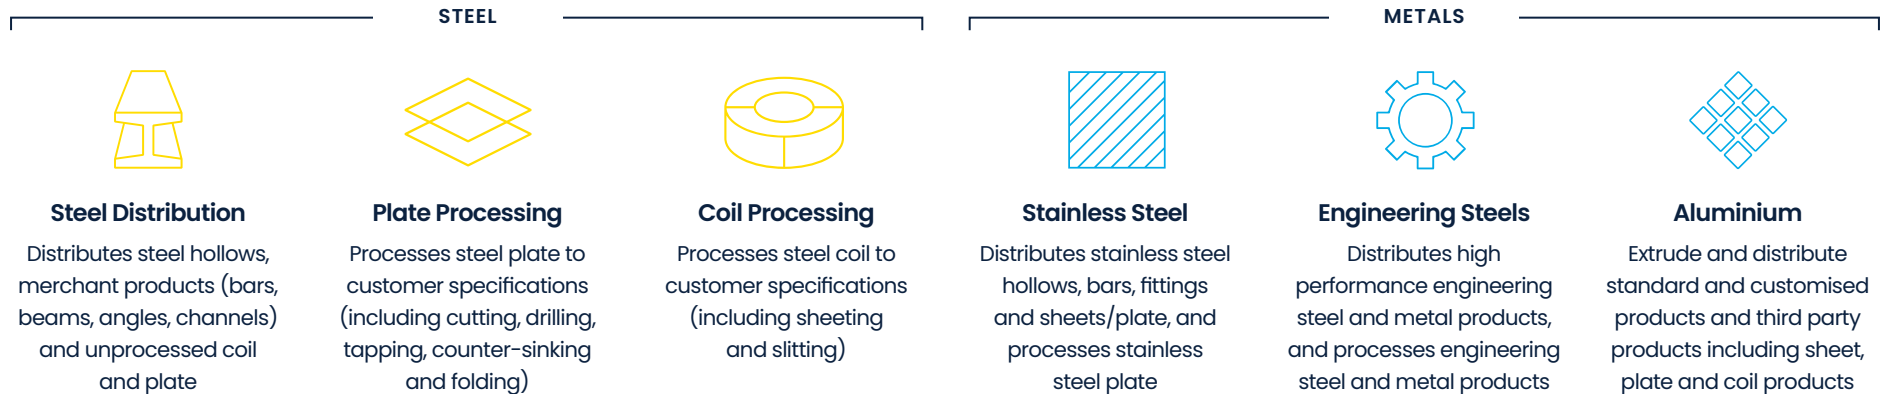 STEEL
METALS
Steel Distribution
Distributes steel hollows,
merchant products (bars,
beams, angles, channels)
and unprocessed coil
and plate
Plate Processing
Processes steel plate to
customer specifications
(including cutting, drilling,
tapping, counter-sinking
and folding)
Coil Processing
Processes steel coil to
customer specifications
(including sheeting
and slitting)
Stainless Steel
Distributes stainless steel
hollows, bars, fittings
and sheets/plate, and
processes stainless
steel plate
Engineering Steels
Distributes high
performance engineering
steel and metal products,
and processes engineering
steel and metal products
Aluminium
Extrude and distribute
standard and customised
products and third party
products including sheet,
plate and coil products